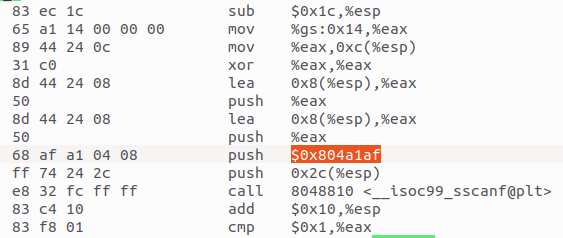 83 ec 1c sub $0x1c,%esp
65 a1 14 00 00 00 mov %gs:0x14,%eax
89 44 24 0c mov %eax,0xc(%esp)
31 c0 xor %eax,%eax
8d 44 24 08 lea 0x8(%esp),%eax
50 push %eax
8d 44 24 08 lea 0x8(%esp),%eax
50 push %eax
68 af a1 04 08 push $0x804a1af
ff 74 24 2c push 0x2c(%esp)
e8 32 fc ff ff call 8048810 <__isoc99_sscanf@plt>
83 c4 10 add $0x10,%esp
83 f8 01 cmp $0x1,%eax